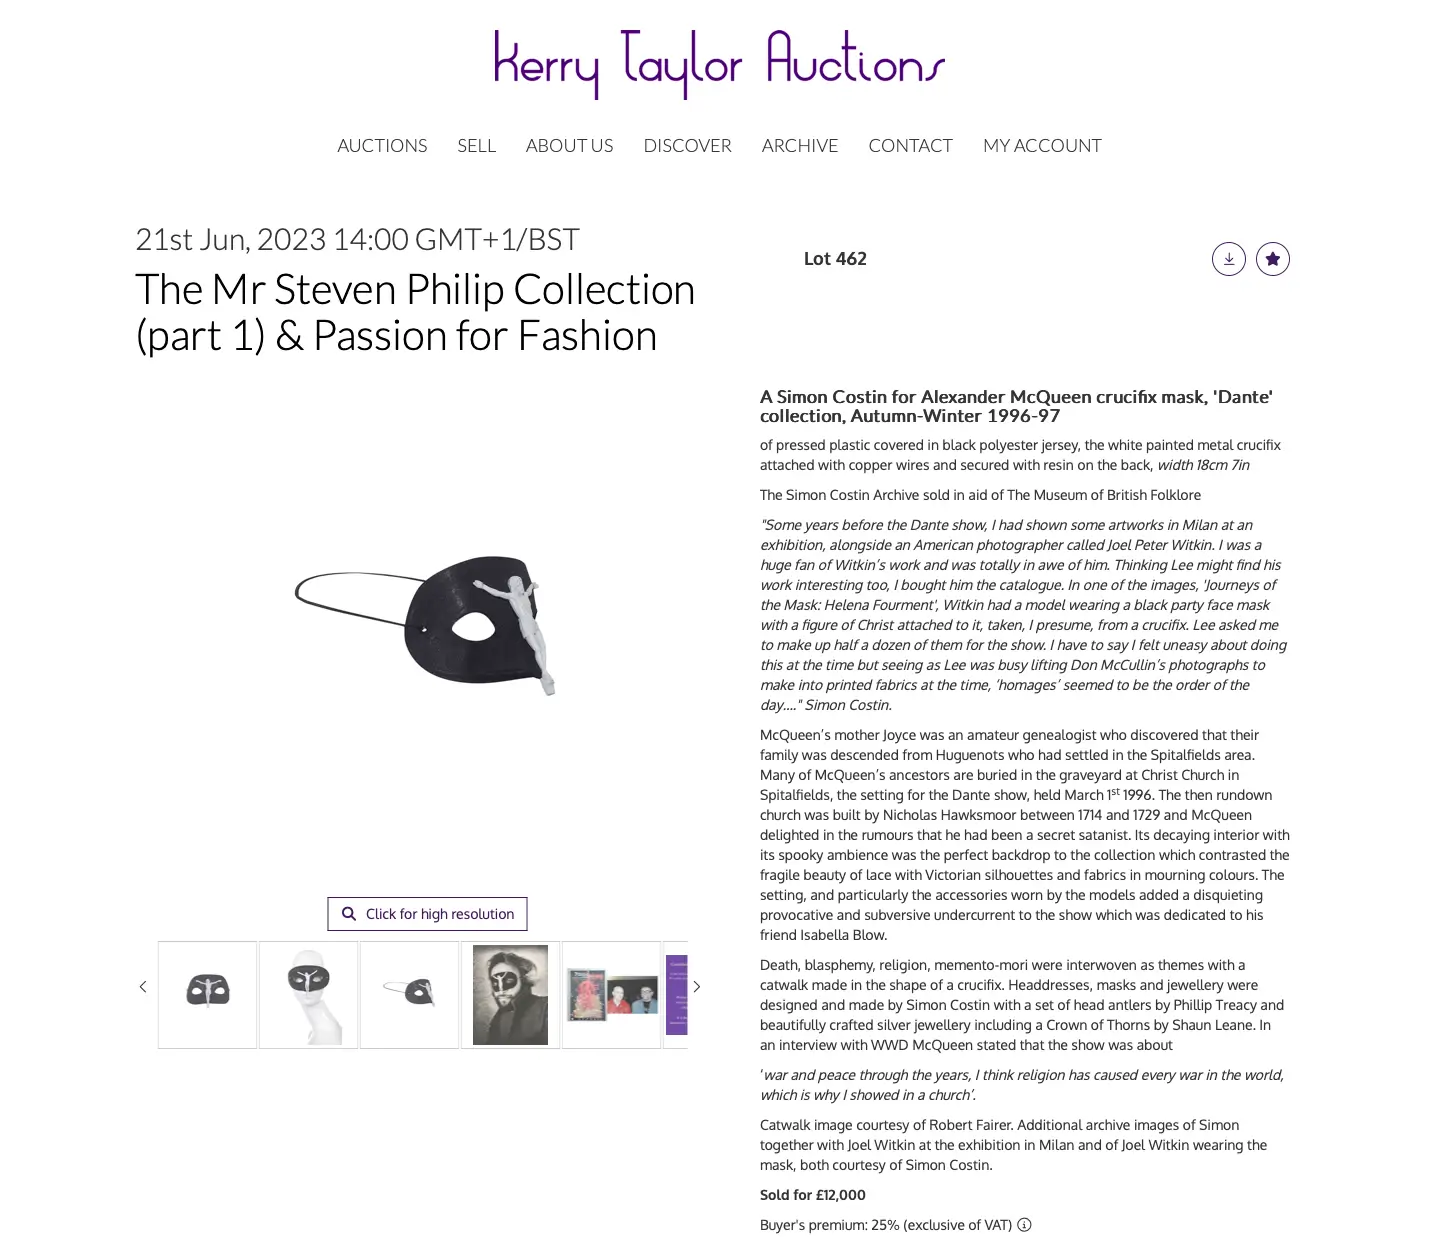 Kerry Taylor Auctions
AUCTIONS SELL ABOUT US DISCOVER ARCHIVE CONTACT MY ACCOUNT
21st Jun, 2023 14:00 GMT+1/BST
The Mr Steven Philip Collection
(part 1) & Passion for Fashion
Lot 462
A Simon Costin for Alexander McQueen crucifix mask, 'Dante'
collection, Autumn-Winter 1996-97
of pressed plastic covered in black polyester jersey, the white painted metal crucifix
attached with copper wires and secured with resin on the back, width 18cm 7in
The Simon Costin Archive sold in aid of The Museum of British Folklore
"Some years before the Dante show, I had shown some artworks in Milan at an
exhibition, alongside an American photographer called Joel Peter Witkin. I was a
huge fan of Witkin’s work and was totally in awe of him. Thinking Lee might find his
work interesting too, I bought him the catalogue. In one of the images, 'Journeys of
the Mask: Helena Fourment', Witkin had a model wearing a black party face mask
with a figure of Christ attached to it, taken, I presume, from a crucifix. Lee asked me
to make up half a dozen of them for the show. I have to say I felt uneasy about doing
this at the time but seeing as Lee was busy lifting Don McCullin’s photographs to
make into printed fabrics at the time, ‘homages’ seemed to be the order of the
day…." Simon Costin.
McQueen’s mother Joyce was an amateur genealogist who discovered that their
family was descended from Huguenots who had settled in the Spitalfields area.
Many of McQueen’s ancestors are buried in the graveyard at Christ Church in
Spitalfields, the setting for the Dante show, held March 1st 1996. The then rundown
church was built by Nicholas Hawksmoor between 1714 and 1729 and McQueen
delighted in the rumours that he had been a secret satanist. Its decaying interior with
its spooky ambience was the perfect backdrop to the collection which contrasted the
fragile beauty of lace with Victorian silhouettes and fabrics in mourning colours. The
setting, and particularly the accessories worn by the models added a disquieting
provocative and subversive undercurrent to the show which was dedicated to his
friend Isabella Blow.
Death, blasphemy, religion, memento-mori were interwoven as themes with a
catwalk made in the shape of a crucifix. Headdresses, masks and jewellery were
designed and made by Simon Costin with a set of head antlers by Phillip Treacy and
beautifully crafted silver jewellery including a Crown of Thorns by Shaun Leane. In
an interview with WWD McQueen stated that the show was about
‘war and peace through the years, I think religion has caused every war in the world,
which is why I showed in a church’.
Catwalk image courtesy of Robert Fairer. Additional archive images of Simon
together with Joel Witkin at the exhibition in Milan and of Joel Witkin wearing the
mask, both courtesy of Simon Costin.
Sold for £12,000
Buyer's premium: 25% (exclusive of VAT)
Click for high resolution